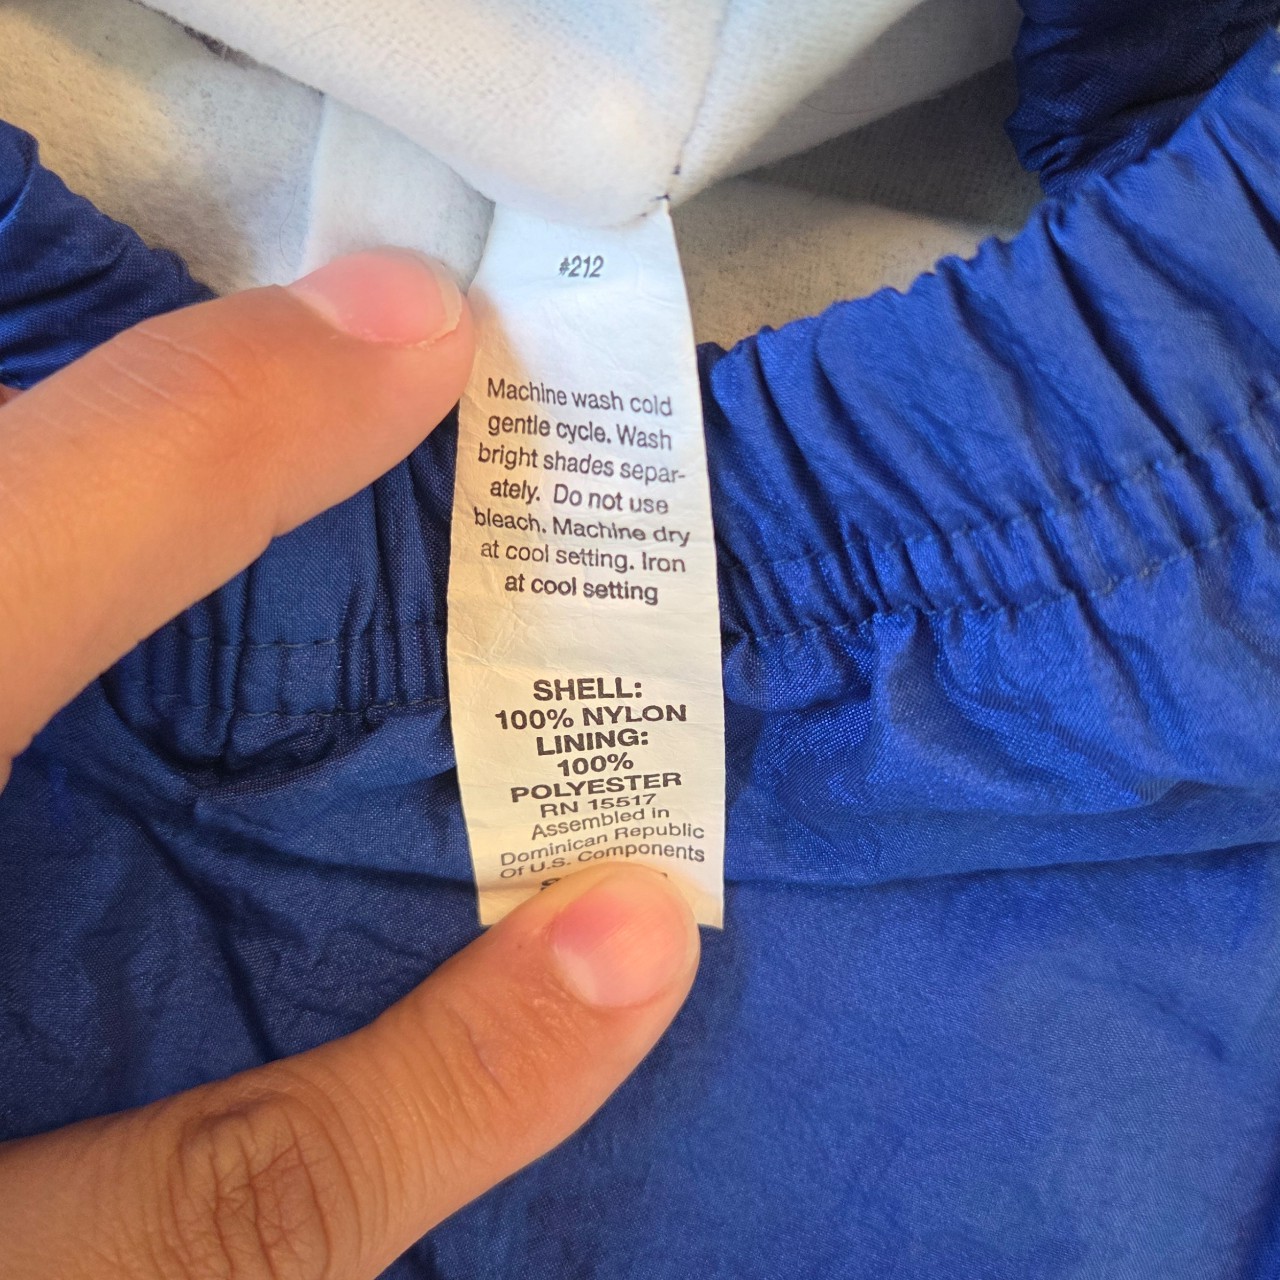 #212
Machine wash cold
gentle cycle. Wash
bright shades separ-
ately. Do not use
bleach. Machine dry
at cool setting. Iron
at cool setting
SHELL:
100% NYLON
LINING:
100%
POLYESTER
RN 15517
Assembled in
Dominican Republic
Of U.S. Components